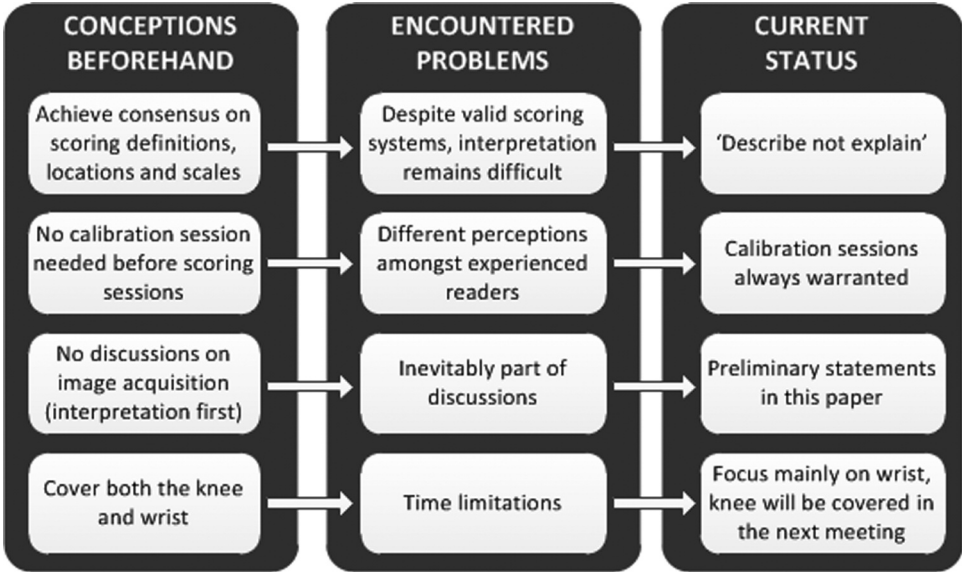 CONCEPTIONS
BEFOREHAND
ENCOUNTERED
PROBLEMS
CURRENT
STATUS
Achieve consensus on
scoring definitions,
locations and scales
Despite valid scoring
systems, interpretation
remains difficult
‘Describe not explain’
No calibration session
needed before scoring
sessions
Different perceptions
amongst experienced
readers
Calibration sessions
always warranted
No discussions on
image acquisition
(interpretation first)
Inevitably part of
discussions
Preliminary statements
in this paper
Cover both the knee
and wrist
Time limitations
Focus mainly on wrist,
knee will be covered in
the next meeting